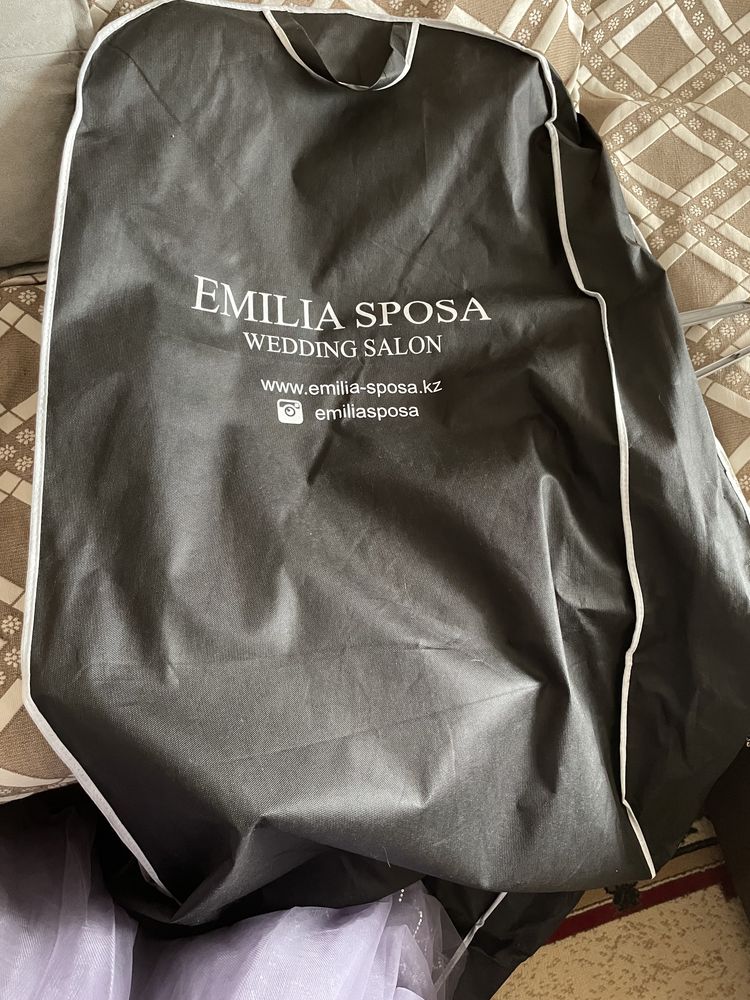 EMILIA SPOSA
WEDDING SALON
www.emilia-sposa.kz
emiliasposa